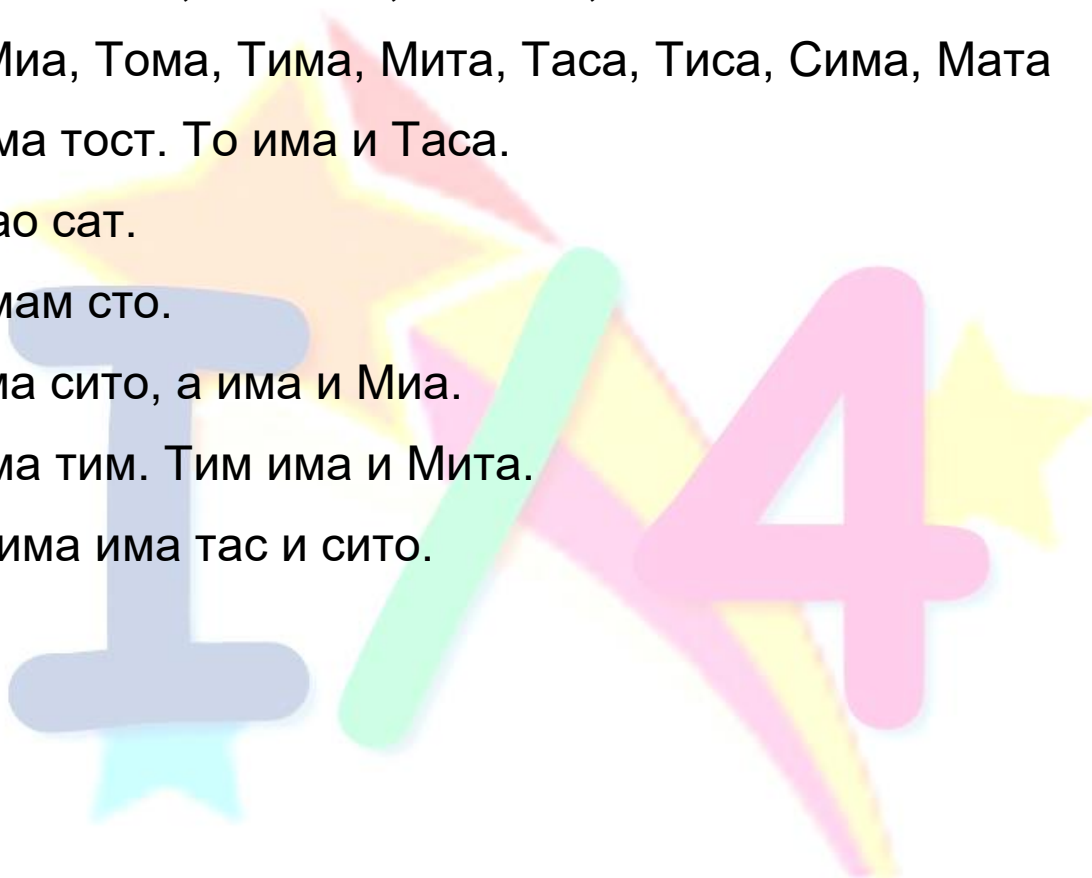 Миа, Тома, Тима, Мита, Таса, Тиса, Сима, Мата
ма тост. То има и Таса.
ао сат.
мам сто.
ма сито, а има и Миа.
ма тим. Тим има и Мита.
има има тас и сито.
I/4